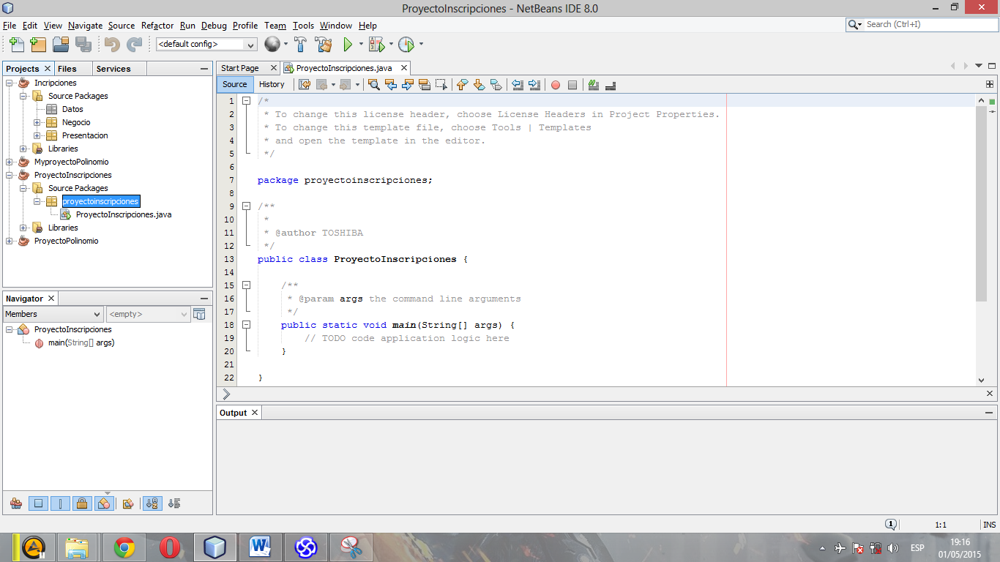 ProyectoInscripciones - NetBeans IDE 8.0
File Edit View Navigate Source Refactor Run Debug Profile Team Tools Window Help
Search (Ctrl+I)
<default config>
Projects Files Services
Incripciones
Source Packages
Datos
Negocio
Presentacion
Libraries
MyproyectoPolinomio
ProyectoInscripciones
Source Packages
proyectoinscripciones
ProyectoInscripciones.java
Libraries
ProyectoPolinomio
Navigator
Members <empty>
ProyectoInscripciones
main(String[] args)
Start Page ProyectoInscripciones.java
Source History
1 /*
2 * To change this license header, choose License Headers in Project Properties.
3 * To change this template file, choose Tools | Templates
4 * and open the template in the editor.
5 */
6
7 package proyectoinscripciones;
8
9 /**
10 *
11 * @author TOSHIBA
12 */
13 public class ProyectoInscripciones {
14
15 /**
16 * @param args the command line arguments
17 */
18 public static void main(String[] args) {
19 // TODO code application logic here
20 }
21
22 }
Output
1 1:1 INS
ESP
19:16
01/05/2015